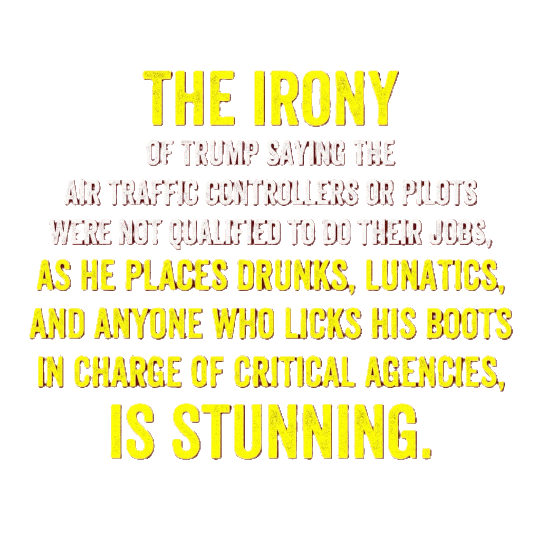 THE IRONY
OF TRUMP SAYING THE
AIR TRAFFIC CONTROLLERS OR PILOTS
WERE NOT QUALIFIED TO DO THEIR JOBS,
AS HE PLACES DRUNKS, LUNATICS,
AND ANYONE WHO LICKS HIS BOOTS
IN CHARGE OF CRITICAL AGENCIES,
IS STUNNING.